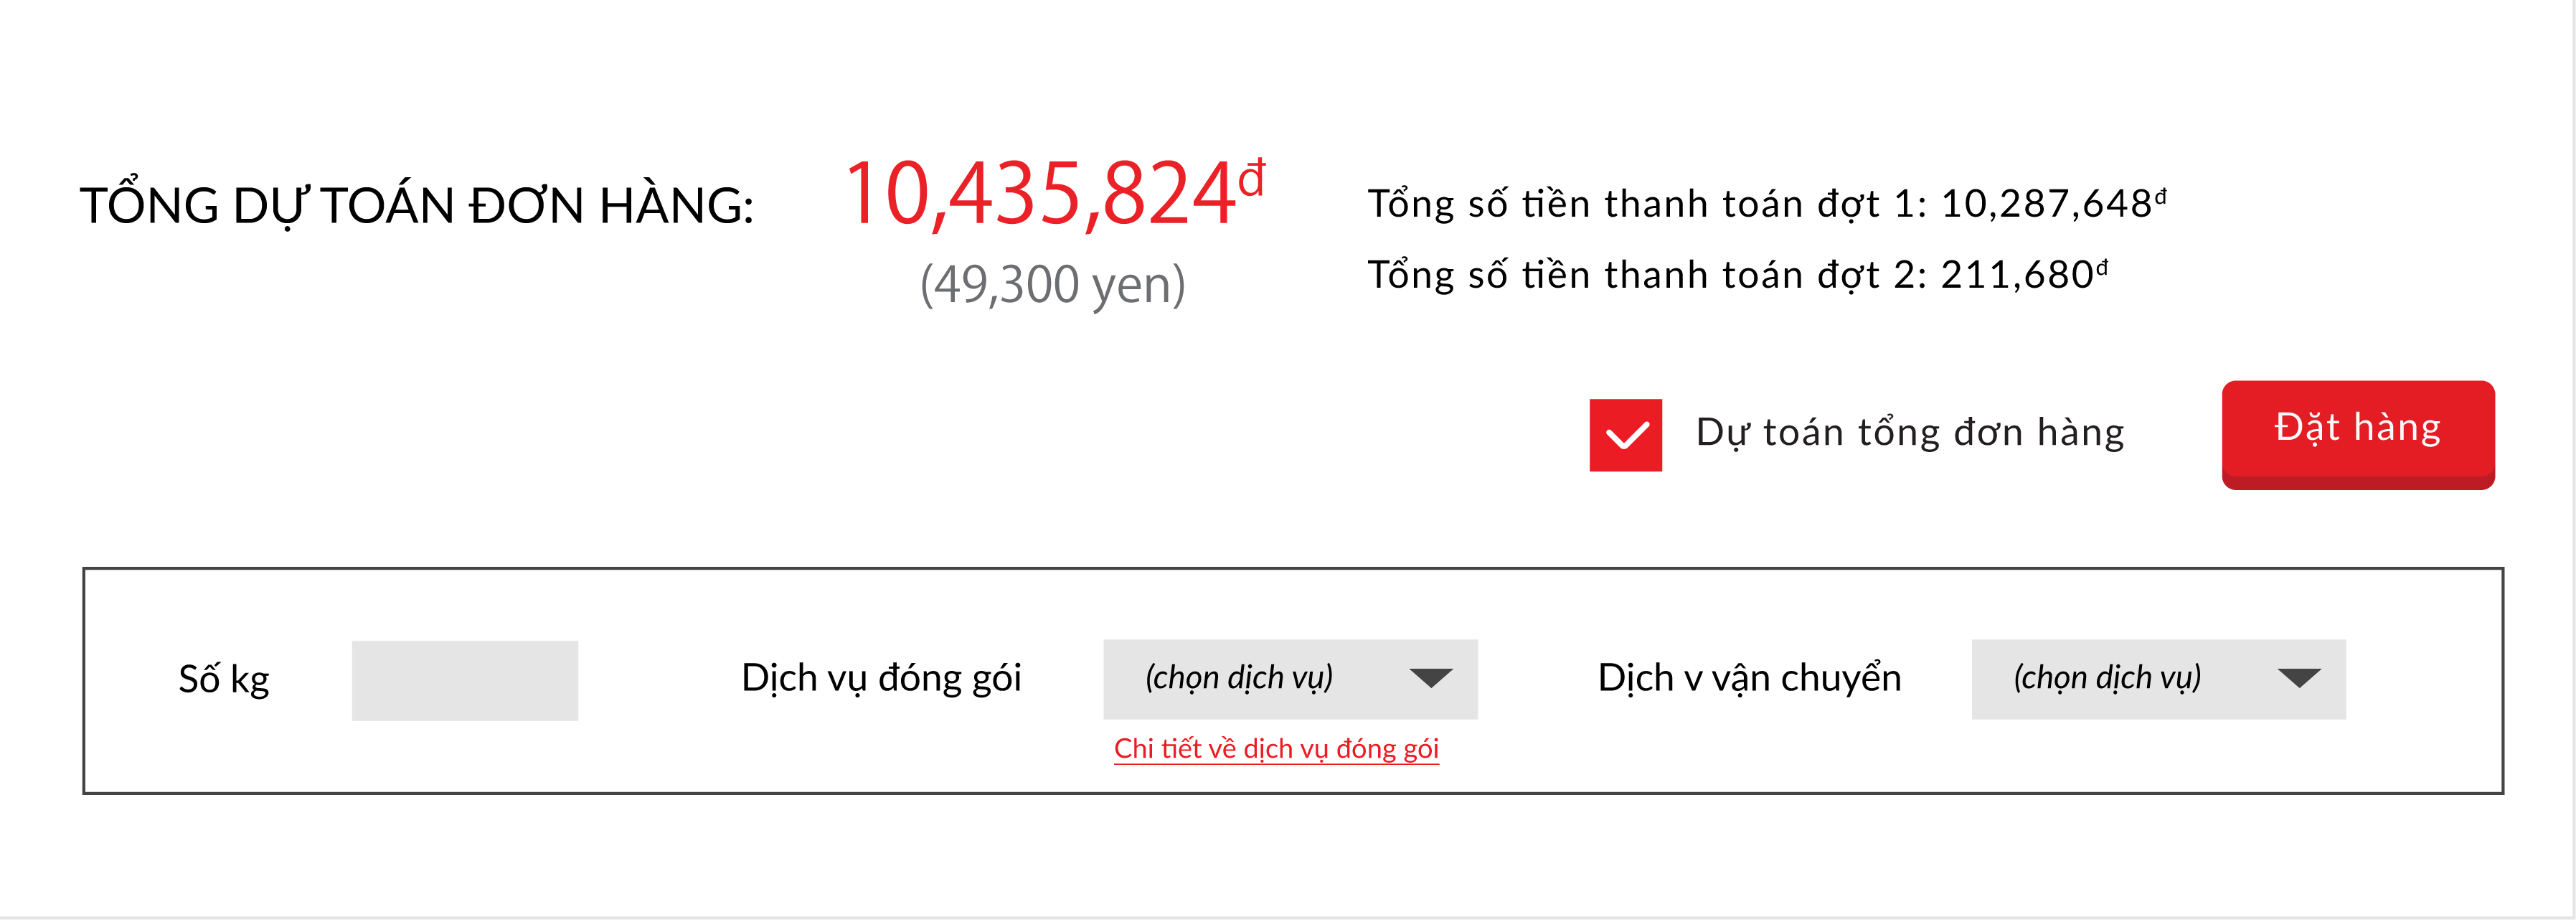 TỔNG DỰ TOÁN ĐƠN HÀNG: 10,435,824đ
(49,300 yen)
Tổng số tiền thanh toán đợt 1: 10,287,648đ
Tổng số tiền thanh toán đợt 2: 211,680đ
Dự toán tổng đơn hàng
Đặt hàng
Số kg
Dịch vụ đóng gói
(chọn dịch vụ)
Chi tiết về dịch vụ đóng gói
Dịch v vận chuyển
(chọn dịch vụ)